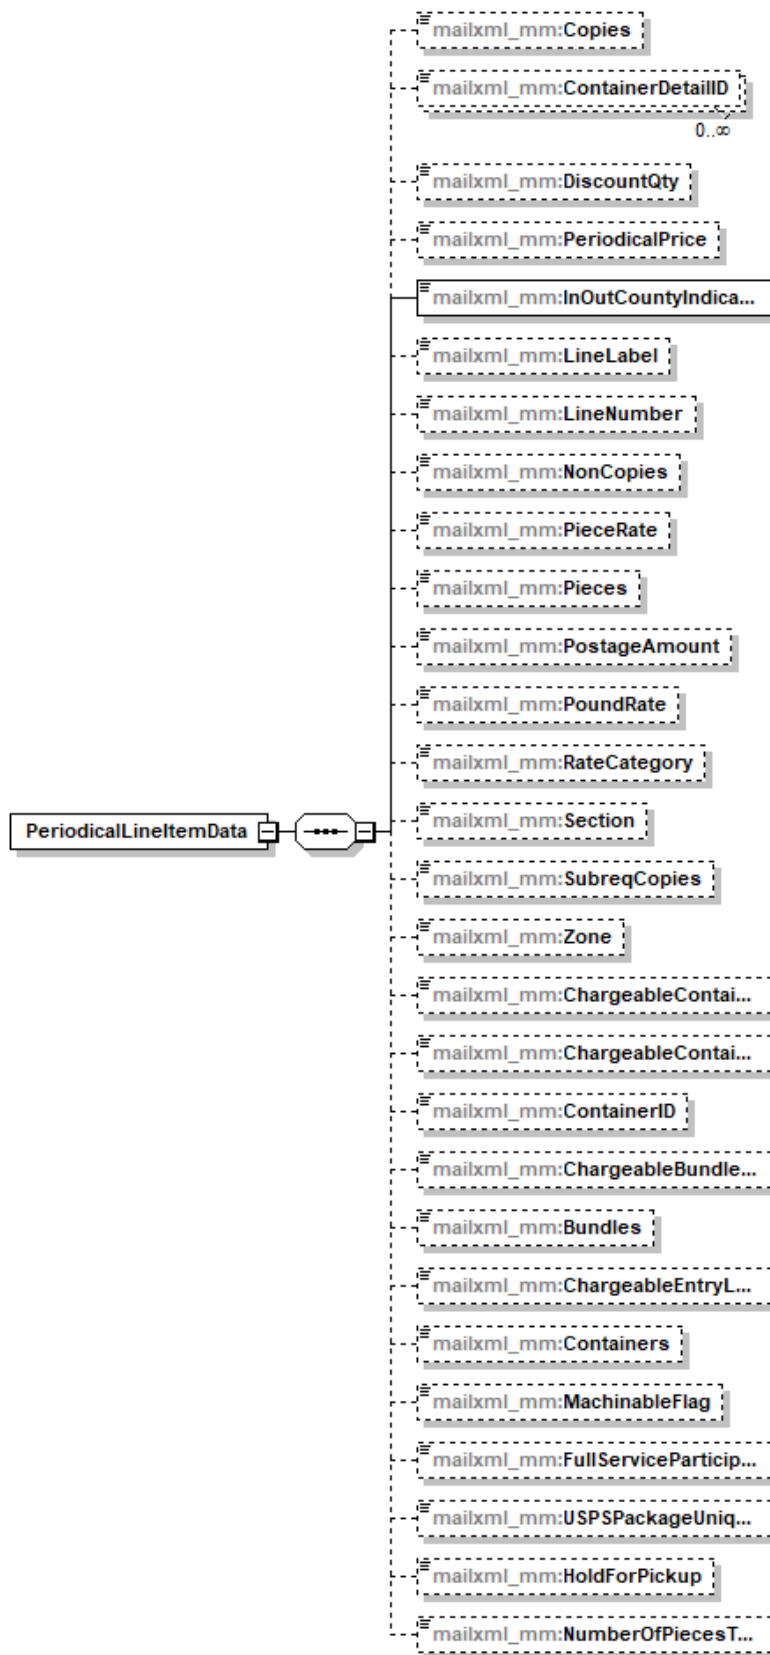 mailxml_mm:Copies
mailxml_mm:ContainerDetailID
0..∞
mailxml_mm:DiscountQty
mailxml_mm:PeriodicalPrice
mailxml_mm:InOutCountyIndica...
mailxml_mm:LineLabel
mailxml_mm:LineNumber
mailxml_mm:NonCopies
mailxml_mm:PieceRate
mailxml_mm:Pieces
mailxml_mm:PostageAmount
mailxml_mm:PoundRate
mailxml_mm:RateCategory
mailxml_mm:Section
PeriodicalLineItemData
mailxml_mm:SubreqCopies
mailxml_mm:Zone
mailxml_mm:ChargeableContai...
mailxml_mm:ChargeableContai...
mailxml_mm:ContainerID
mailxml_mm:ChargeableBundle...
mailxml_mm:Bundles
mailxml_mm:ChargeableEntryL...
mailxml_mm:Containers
mailxml_mm:MachinableFlag
mailxml_mm:FullServiceParticip...
mailxml_mm:USPSPackageUniq...
mailxml_mm:HoldForPickup
mailxml_mm:NumberOfPiecesT...